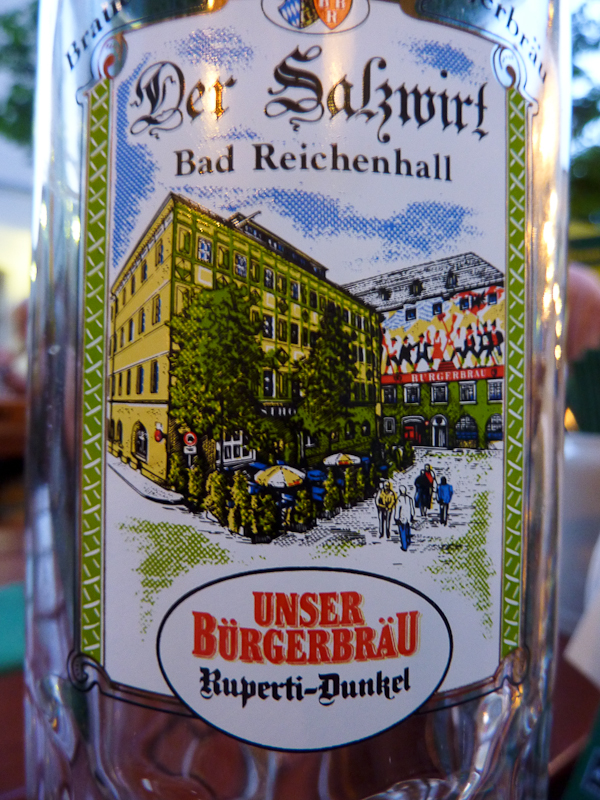 Der Salzwirt
Bad Reichenhall
BÜRGERBRÄU
UNSER
BÜRGERBRÄU
Ruperti-Dunkel